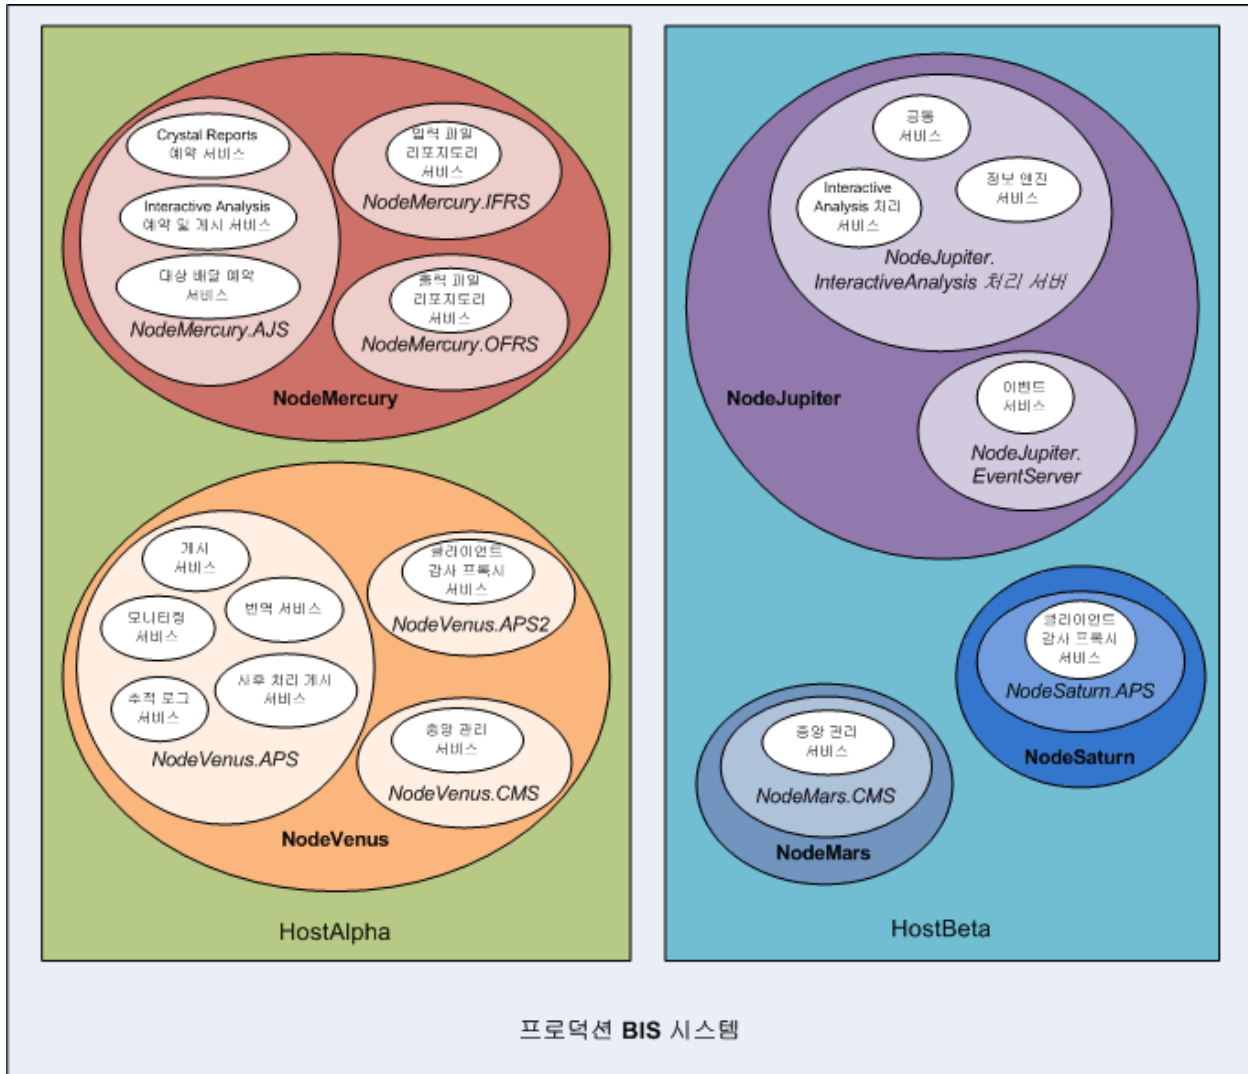 Crystal Reports
예약 서비스
Interactive Analysis
예약 및 게시 서비스
대상 배달 예약
서비스
NodeMercury.AJS
입력 파일
리포지토리
서비스
NodeMercury.IFRS
출력 파일
리포지토리
서비스
NodeMercury.OFRS
NodeMercury
게시
서비스
모니터링
서비스
번역 서비스
추적 로그
서비스
사후 처리 게시
서비스
NodeVenus.APS
클라이언트
감사 프록시
서비스
NodeVenus.APS2
중앙 관리
서비스
NodeVenus.CMS
NodeVenus
HostAlpha
공통
서비스
Interactive
Analysis 처리
서비스
정보 엔진
서비스
NodeJupiter.
InteractiveAnalysis 처리 서버
NodeJupiter
이벤트
서비스
NodeJupiter.
EventServer
클라이언트
감사 프록시
서비스
NodeSaturn.APS
NodeSaturn
중앙 관리
서비스
NodeMars.CMS
NodeMars
HostBeta
프로덕션 BIS 시스템